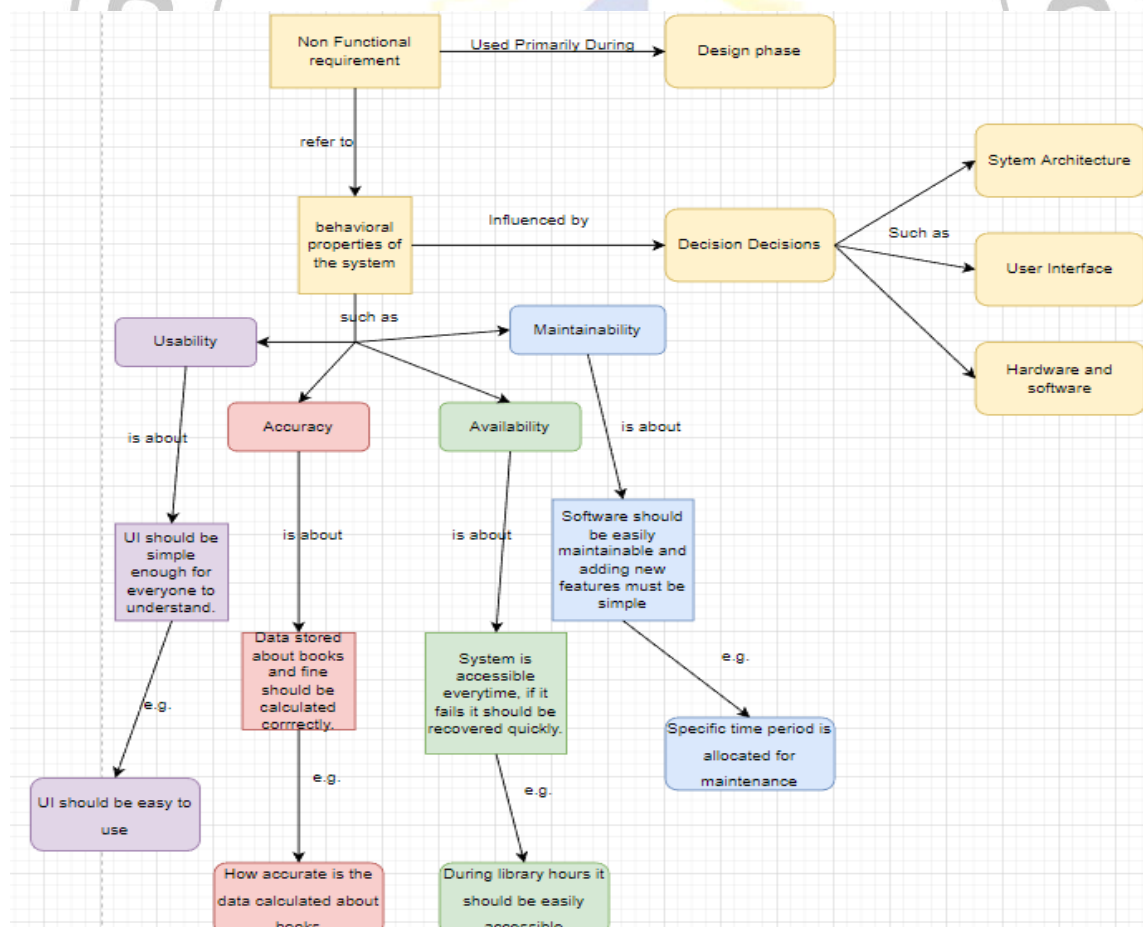 Non Functional
requirement
Used Primarily During
Design phase
refer to
Sytem Architecture
behavioral
properties of
the system
Influenced by
Decision Decisions
Such as
User Interface
such as
Usability
Maintainability
Hardware and
software
Accuracy
Availability
is about
is about
UI should be
simple
enough for
everyone to
understand.
is about
is about
Software should
be easily
maintainable and
adding new
features must be
simple
Data stored
about books
and fine
should be
calculated
corrrectly.
System is
accessible
everytime, if it
fails it should be
recovered quickly.
e.g.
e.g.
Specific time period is
allocated for
maintenance
e.g.
e.g.
UI should be easy to
use
How accurate is the
data calculated about
books
During library hours it
should be easily
accessible